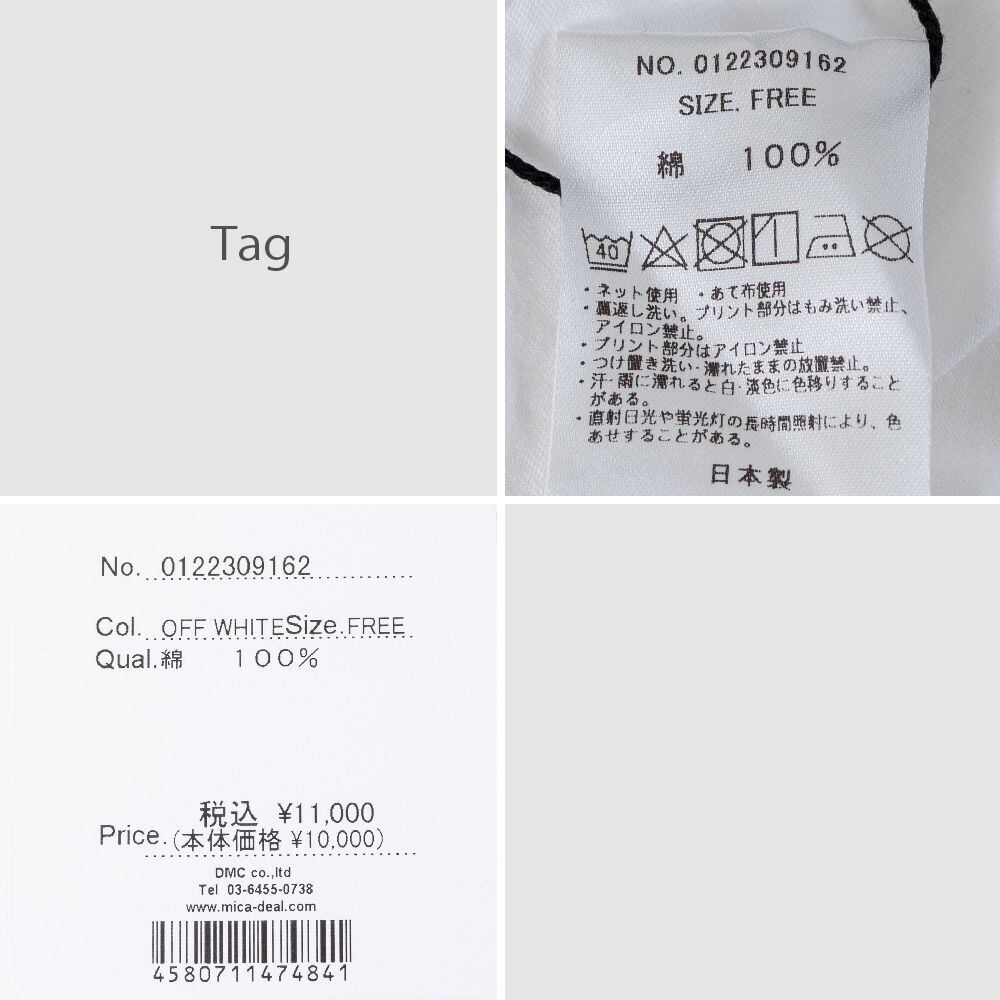 Tag
NO. 0122309162
SIZE. FREE
綿 100%
40
・ネット使用 ・あて布使用
・裏返し洗い。プリント部分はもみ洗い禁止、
アイロン禁止。
・プリント部分はアイロン禁止
・つけ置き洗い・濡れたままの放置禁止。
・汗・雨に濡れると白・淡色に色移りすること
がある。
・直射日光や蛍光灯の長時間照射により、色
あせすることがある。
日本製
No. 0122309162
Col. OFF WHITE Size. FREE
Qual. 綿 100%
税込 ¥11,000
Price. (本体価格 ¥10,000)
DMC co.,ltd
Tel 03-6455-0738
www.mica-deal.com
4580711474841